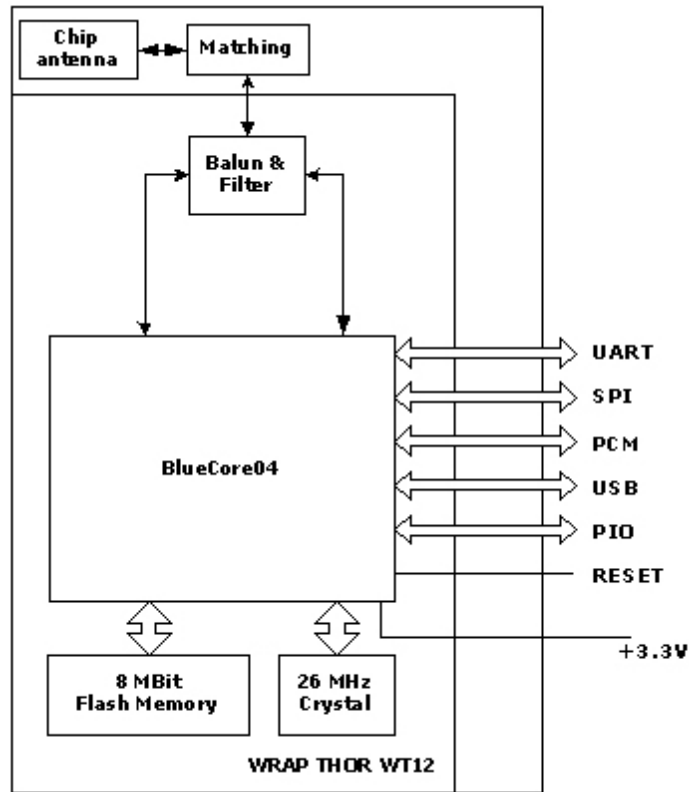 Chip
antenna
Matching
Balun &
Filter
UART
SPI
PCM
BlueCore04
USB
PIO
RESET
+3.3V
8 MBit
Flash Memory
26 MHz
Crystal
WRAP THOR WT12